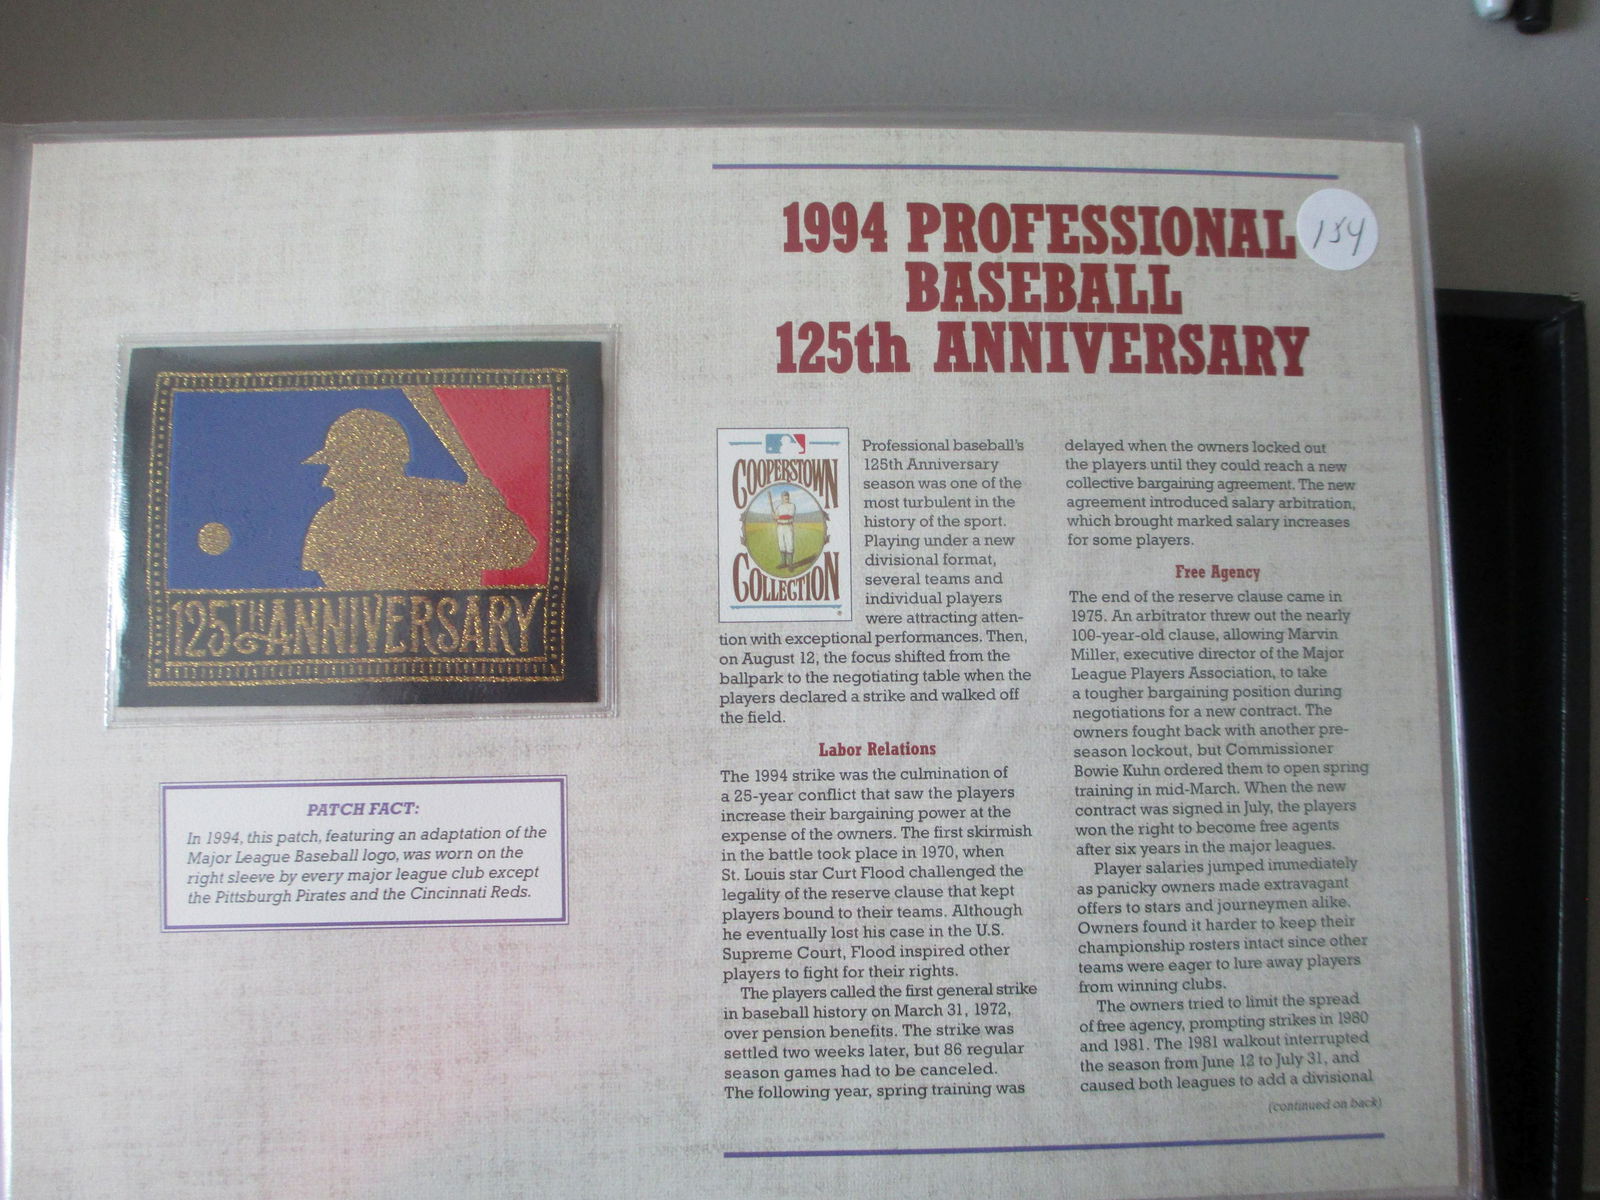 1994 PROFESSIONAL
BASEBALL
125th ANNIVERSARY
154
125TH ANNIVERSARY
PATCH FACT:
In 1994, this patch, featuring an adaptation of the
Major League Baseball logo, was worn on the
right sleeve by every major league club except
the Pittsburgh Pirates and the Cincinnati Reds.
COOPERSTOWN
COLLECTION
Professional baseball's
125th Anniversary
season was one of the
most turbulent in the
history of the sport.
Playing under a new
divisional format,
several teams and
individual players
were attracting atten-
tion with exceptional performances. Then,
on August 12, the focus shifted from the
ballpark to the negotiating table when the
players declared a strike and walked off
the field.
Labor Relations
The 1994 strike was the culmination of
a 25-year conflict that saw the players
increase their bargaining power at the
expense of the owners. The first skirmish
in the battle took place in 1970, when
St. Louis star Curt Flood challenged the
legality of the reserve clause that kept
players bound to their teams. Although
he eventually lost his case in the U.S.
Supreme Court, Flood inspired other
players to fight for their rights.
The players called the first general strike
in baseball history on March 31, 1972,
over pension benefits. The strike was
settled two weeks later, but 86 regular
season games had to be canceled.
The following year, spring training was
delayed when the owners locked out
the players until they could reach a new
collective bargaining agreement. The new
agreement introduced salary arbitration,
which brought marked salary increases
for some players.
Free Agency
The end of the reserve clause came in
1975. An arbitrator threw out the nearly
100-year-old clause, allowing Marvin
Miller, executive director of the Major
League Players Association, to take
a tougher bargaining position during
negotiations for a new contract. The
owners fought back with another pre-
season lockout, but Commissioner
Bowie Kuhn ordered them to open spring
training in mid-March. When the new
contract was signed in July, the players
won the right to become free agents
after six years in the major leagues.
Player salaries jumped immediately
as panicky owners made extravagant
offers to stars and journeymen alike.
Owners found it harder to keep their
championship rosters intact since other
teams were eager to lure away players
from winning clubs.
The owners tried to limit the spread
of free agency, prompting strikes in 1980
and 1981. The 1981 walkout interrupted
the season from June 12 to July 31, and
caused both leagues to add a divisional
(continued on back)